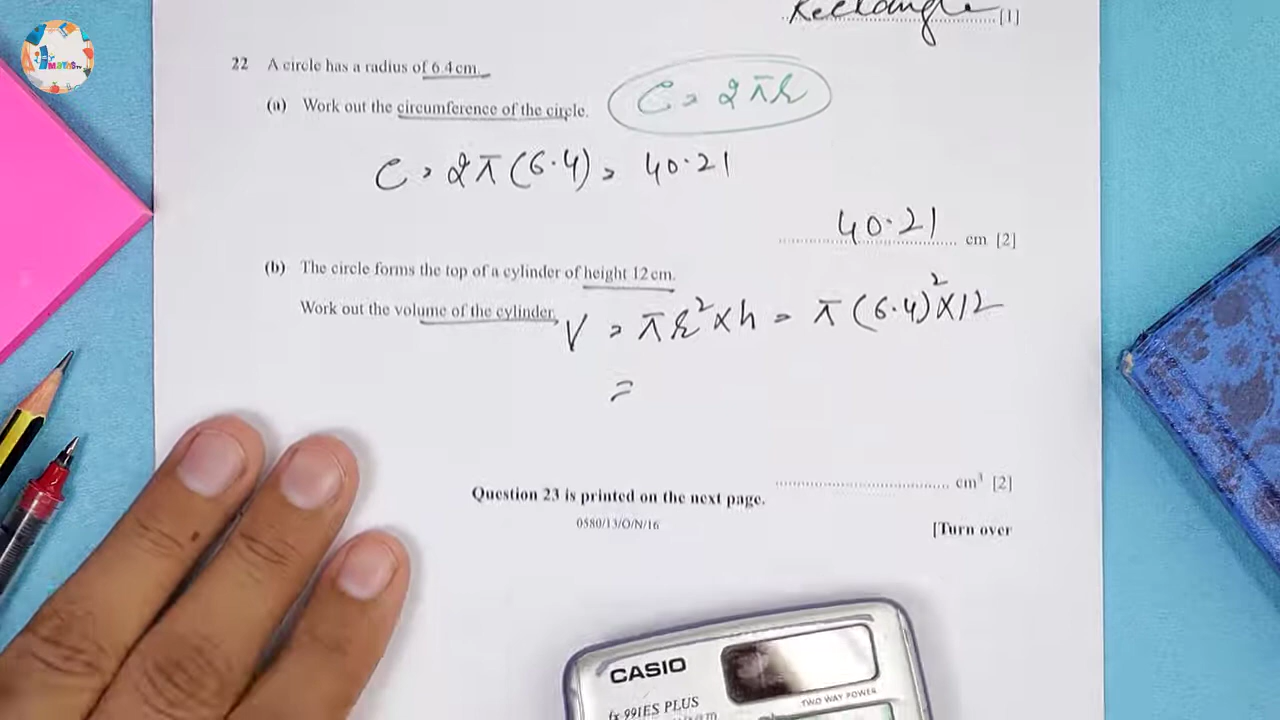 Rectangle [1]
22 A circle has a radius of 6.4 cm.
(a) Work out the circumference of the circle.
C = 2πr
C = 2π(6.4) = 40.21
40.21 cm [2]
(b) The circle forms the top of a cylinder of height 12 cm.
Work out the volume of the cylinder.
V = πr² × h = π(6.4)² × 12
=
cm³ [2]
Question 23 is printed on the next page.
0580/13/O/N/16
[Turn over
CASIO
fx-991ES PLUS
TWO WAY POWER